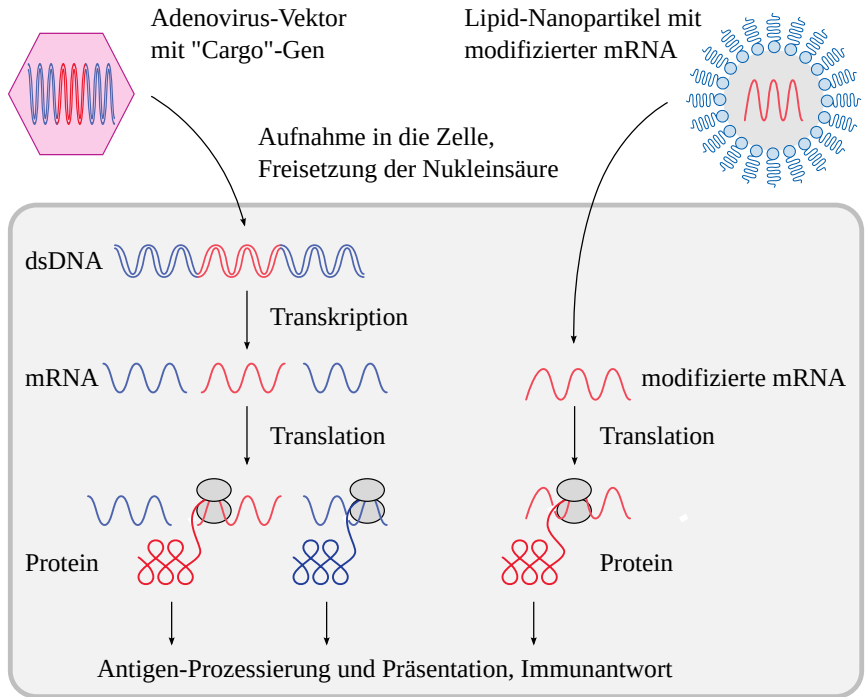 Adenovirus-Vektor
mit "Cargo"-Gen
Lipid-Nanopartikel mit
modifizierter mRNA
Aufnahme in die Zelle,
Freisetzung der Nukleinsäure
dsDNA
Transkription
mRNA
modifizierte mRNA
Translation
Translation
Protein
Protein
Antigen-Prozessierung und Präsentation, Immunantwort